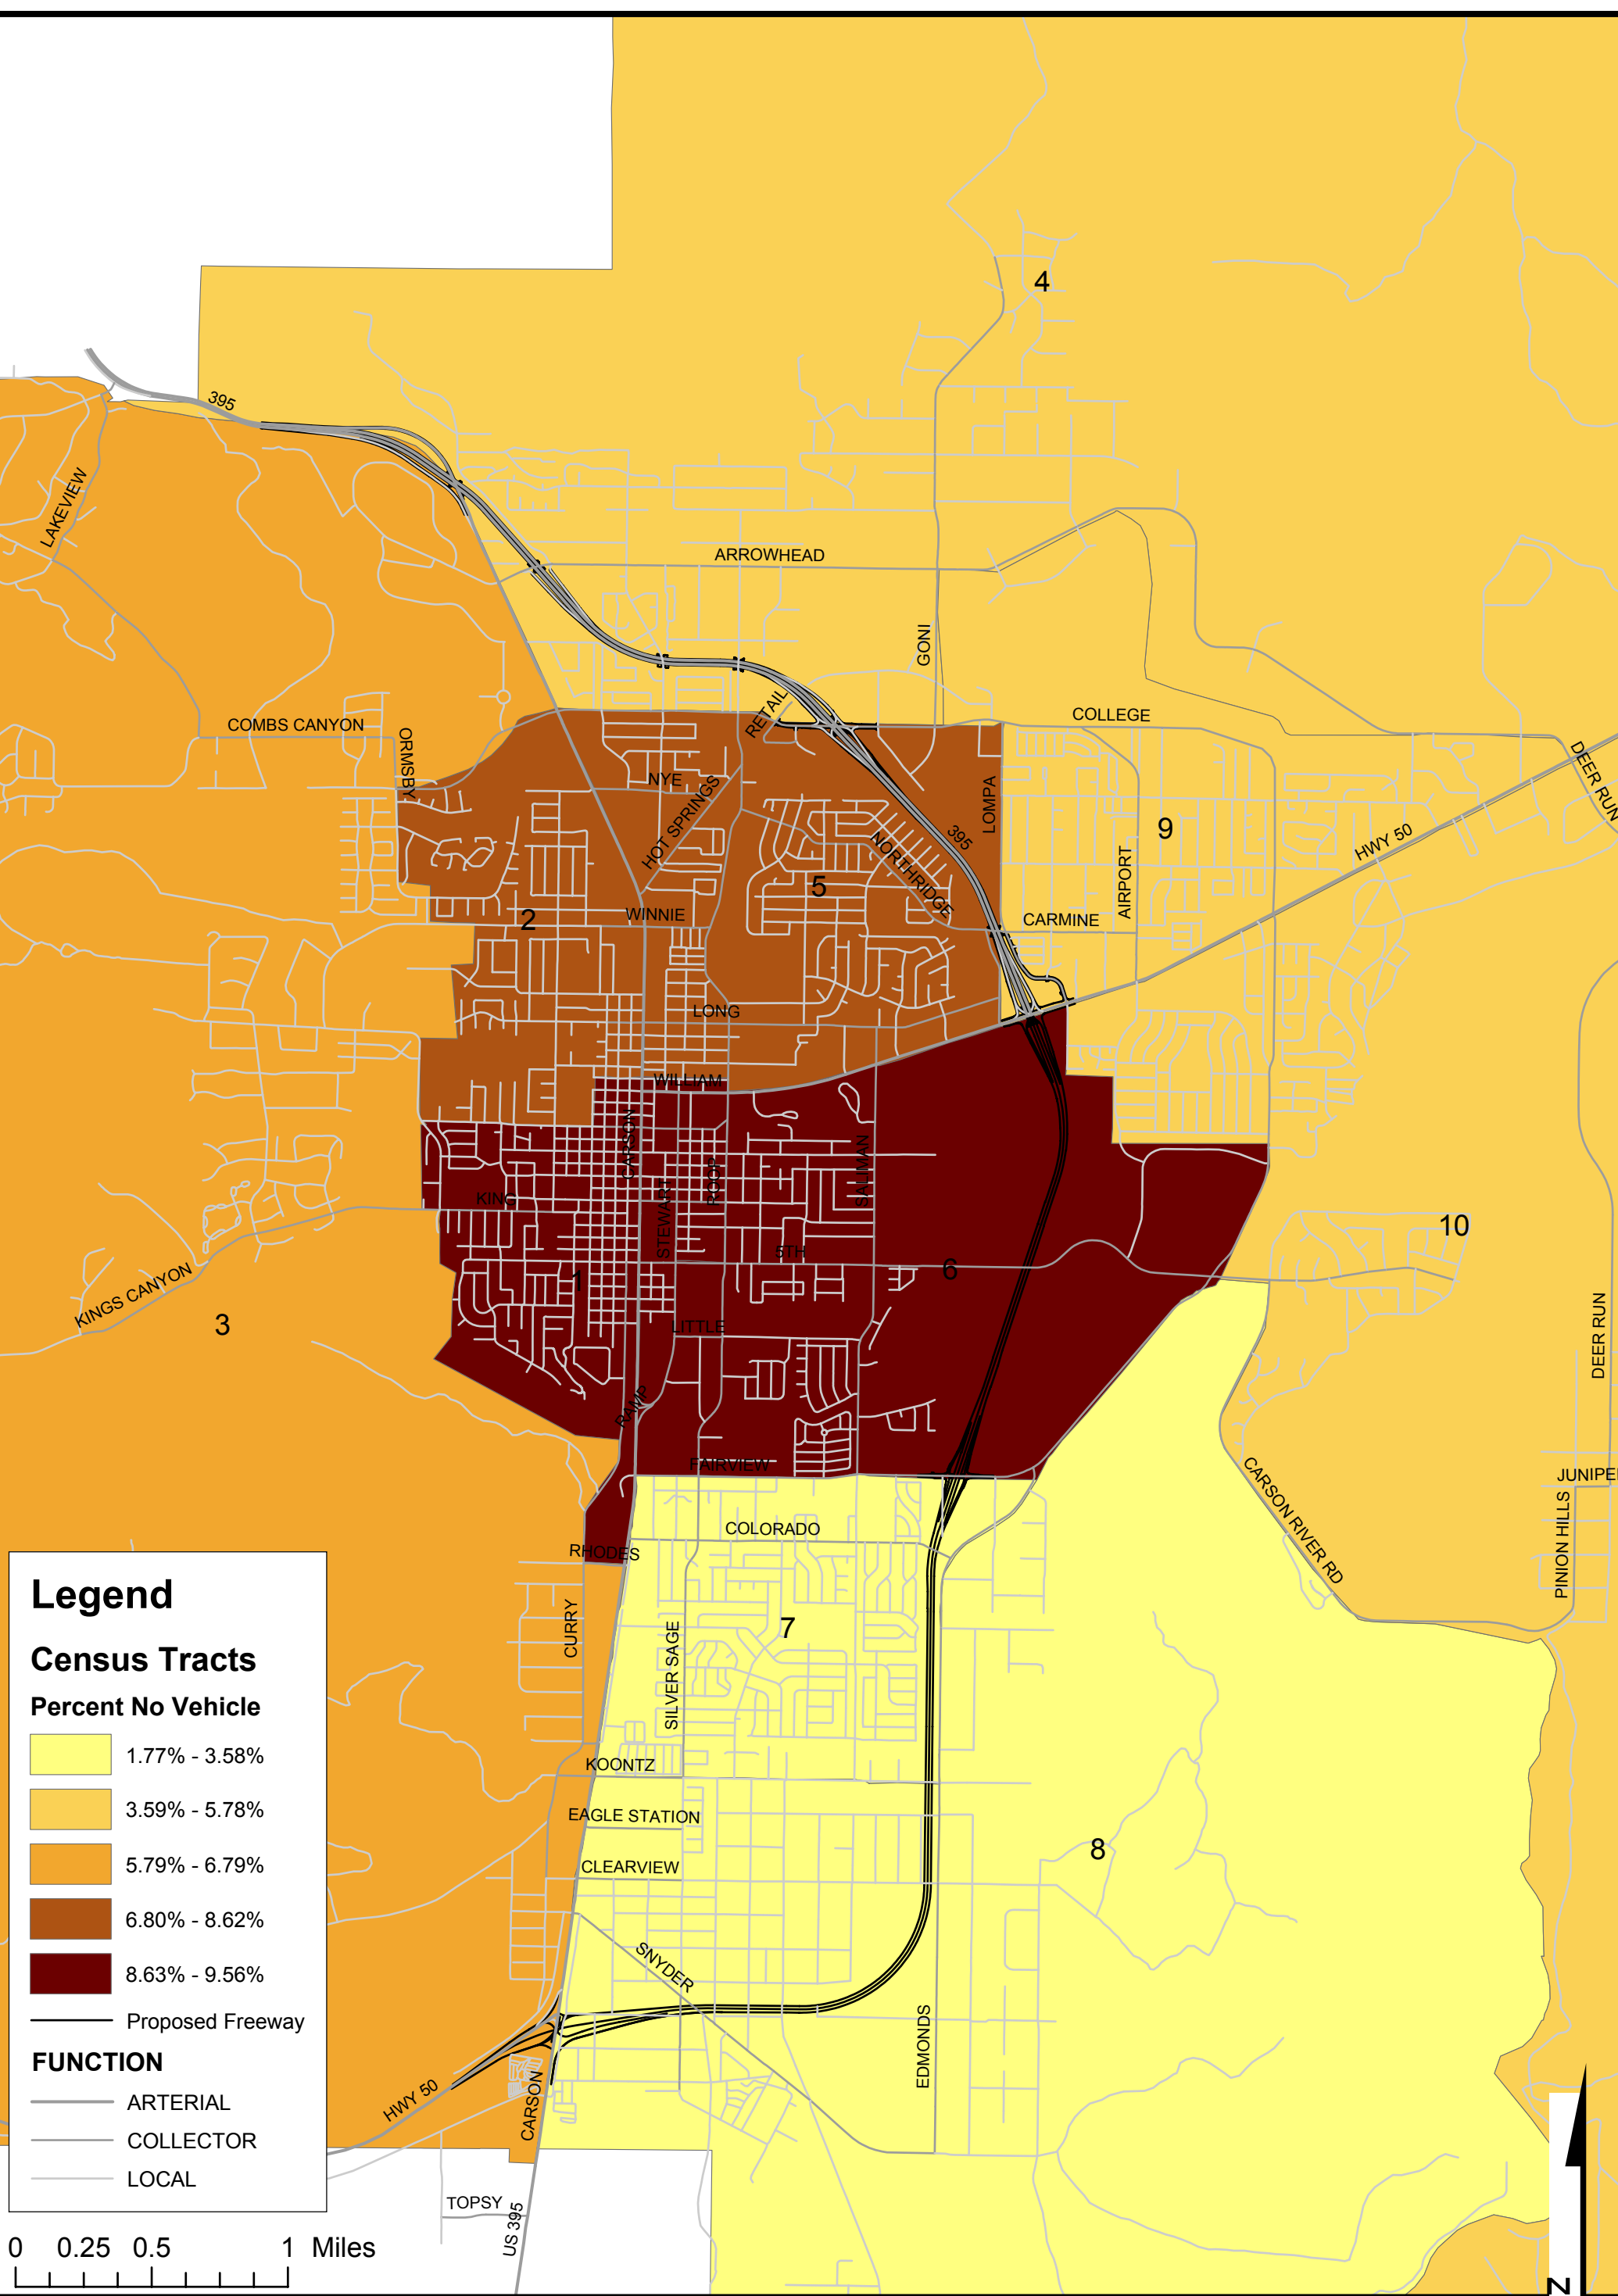 4
395
LAKEVIEW
ARROWHEAD
GONI
RETAIL
COLLEGE
COMBS CANYON
ORMSBY
DEER RUN
NYE
HOT SPRINGS
LOMPA
395
9
HWY 50
NORTHRIDGE
5
AIRPORT
2
WINNIE
CARMINE
LONG
WILLIAM
CARSON
ROOP
SALIMAN
STEWART
KING
10
5TH
6
1
KINGS CANYON
3
LITTLE
DEER RUN
RAMP
FAIRVIEW
CARSON RIVER RD
JUNIPE
PINION HILLS
COLORADO
RHODES
CURRY
SILVER SAGE
7
KOONTZ
EAGLE STATION
CLEARVIEW
8
SNYDER
EDMONDS
HWY 50
CARSON
TOPSY
US 395
Legend
Census Tracts
Percent No Vehicle
1.77% - 3.58%
3.59% - 5.78%
5.79% - 6.79%
6.80% - 8.62%
8.63% - 9.56%
Proposed Freeway
FUNCTION
ARTERIAL
COLLECTOR
LOCAL
0 0.25 0.5 1 Miles
N